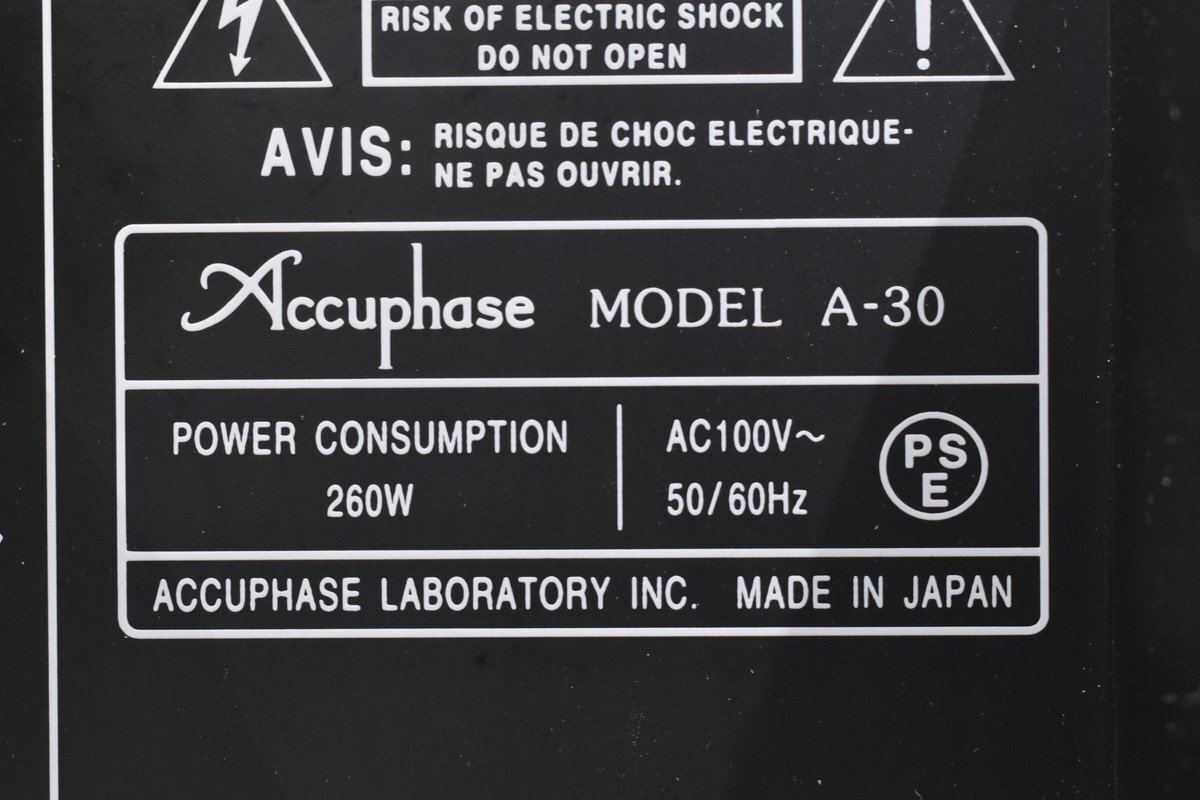 RISK OF ELECTRIC SHOCK
DO NOT OPEN
AVIS: RISQUE DE CHOC ELECTRIQUE-
NE PAS OUVRIR.
Accuphase MODEL A-30
POWER CONSUMPTION
260W
AC100V~
50/60Hz
PS
E
ACCUPHASE LABORATORY INC. MADE IN JAPAN